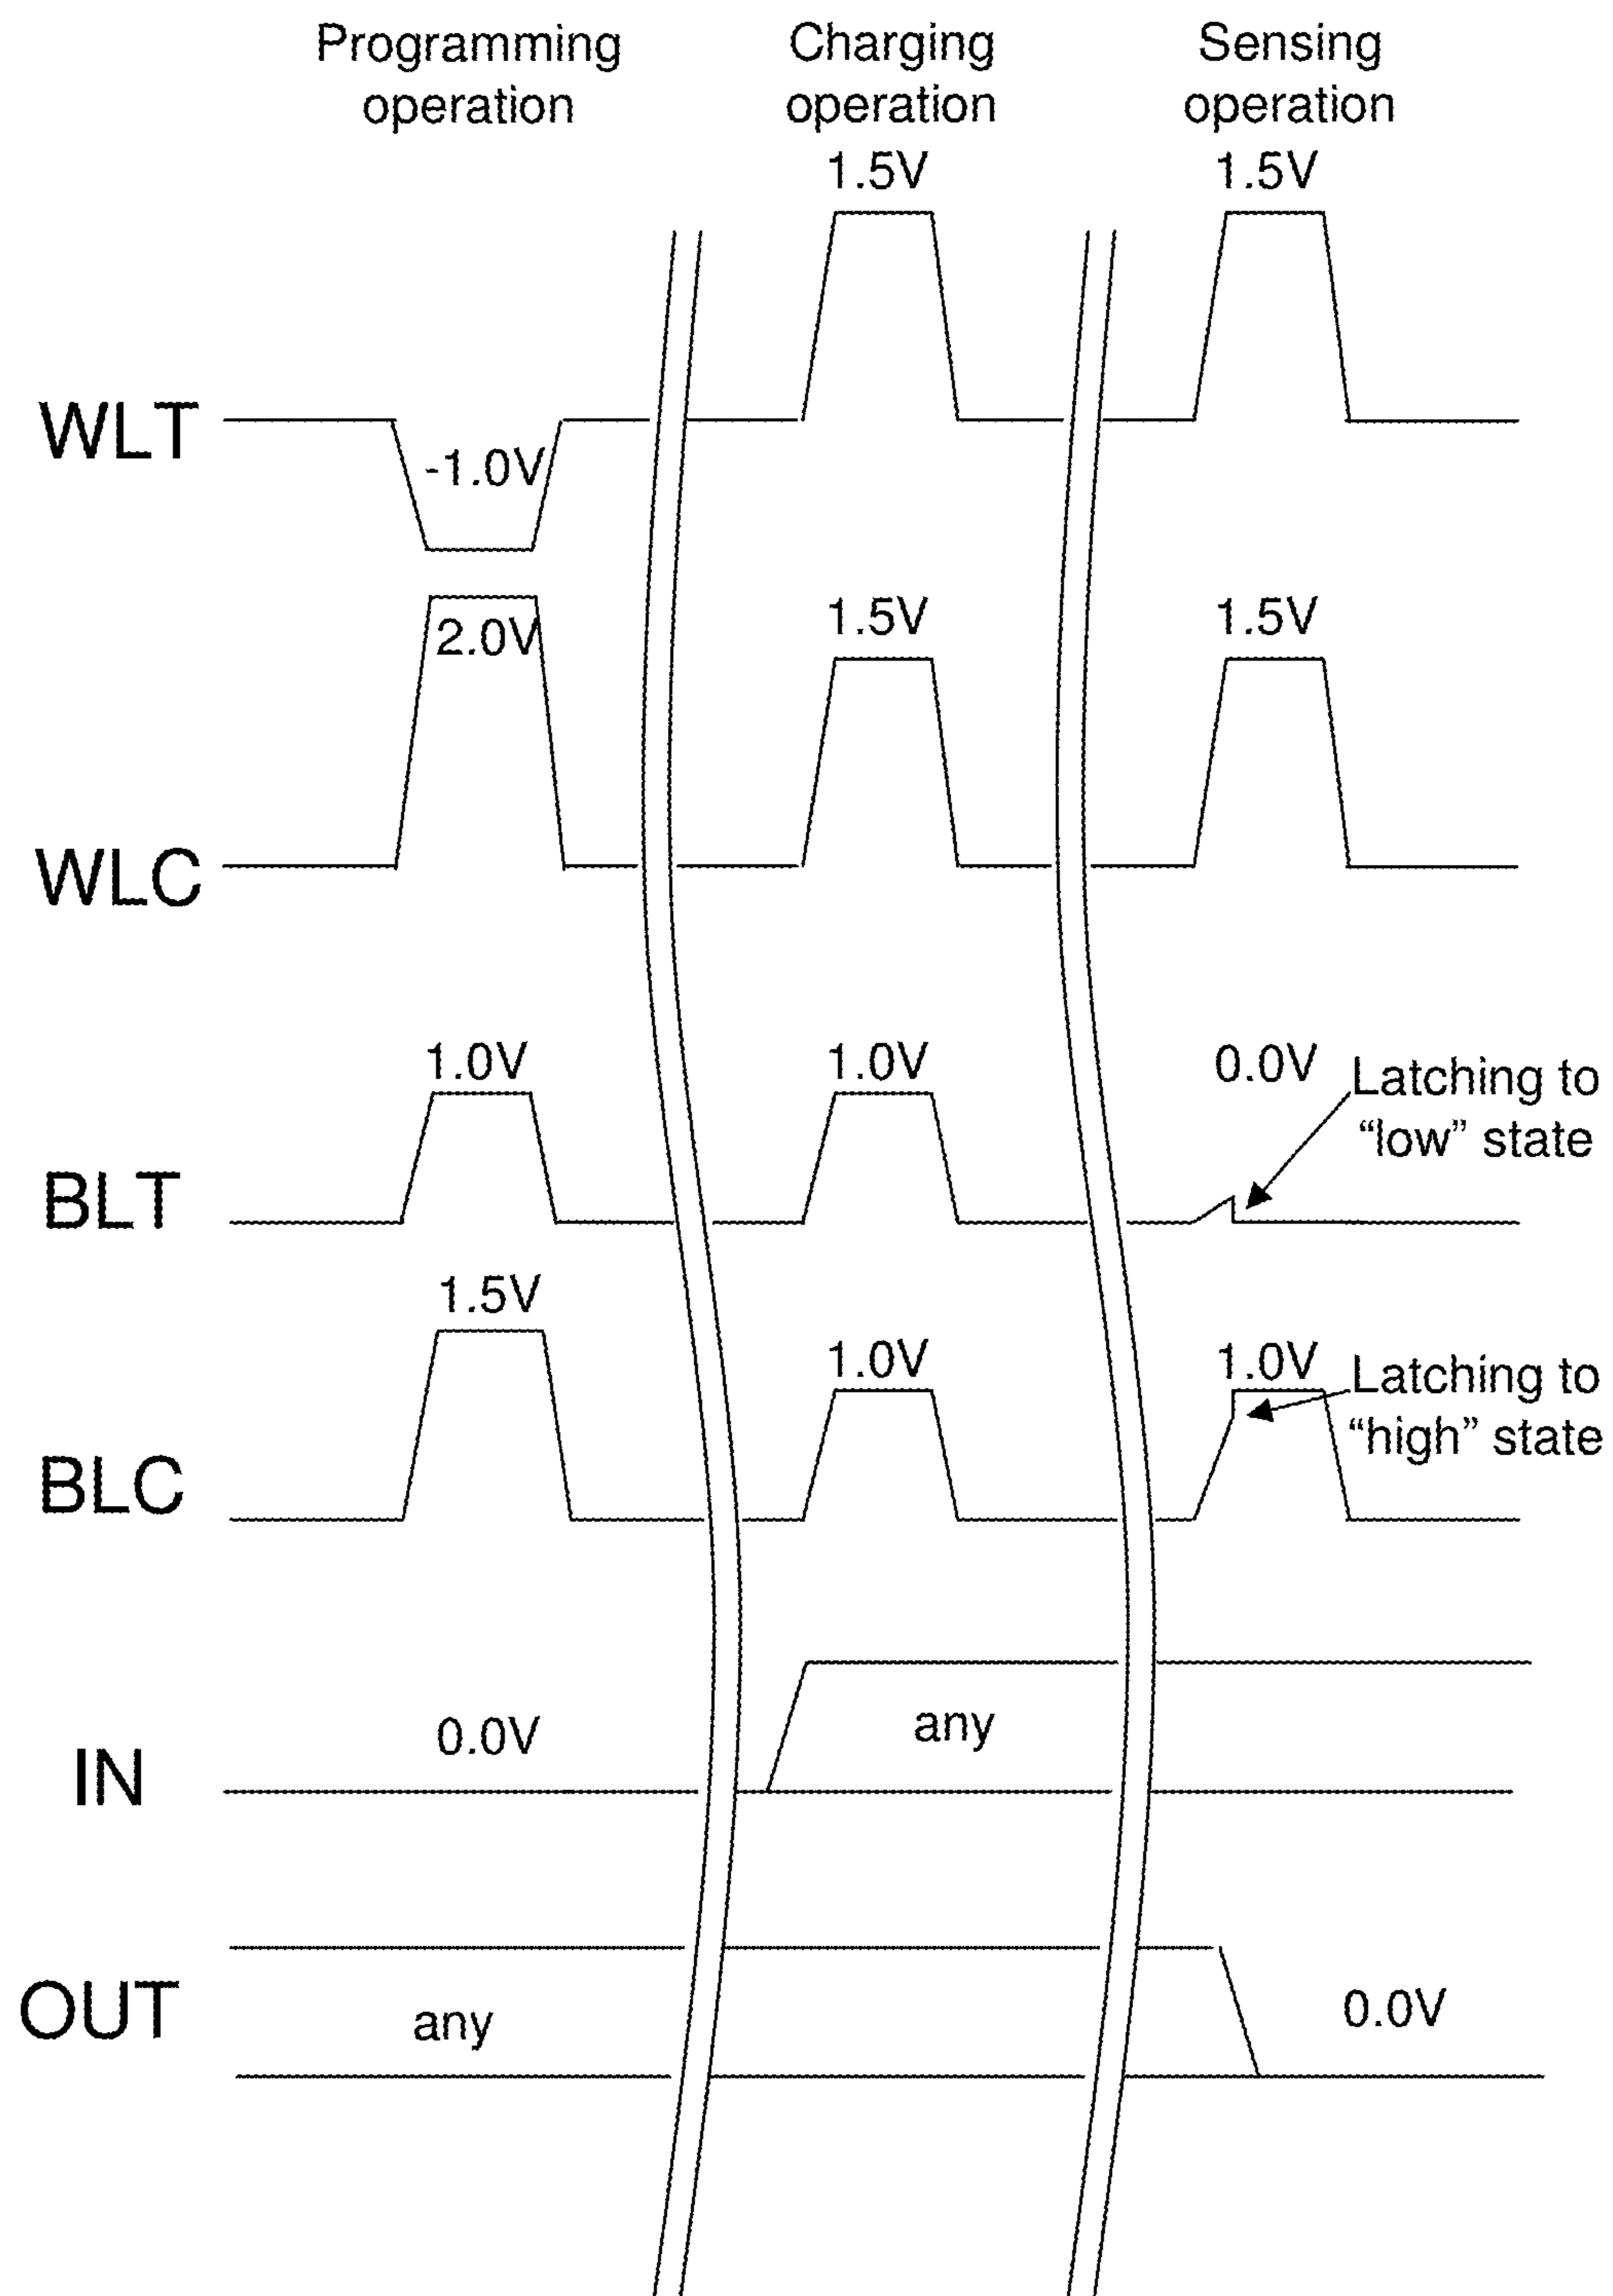 Programming
operation
Charging
operation
Sensing
operation
1.5V
1.5V
WLT
-1.0V
2.0V
1.5V
1.5V
WLC
1.0V
1.0V
0.0V
Latching to
“low” state
BLT
1.5V
1.0V
1.0V
Latching to
“high” state
BLC
0.0V
any
IN
OUT
any
0.0V